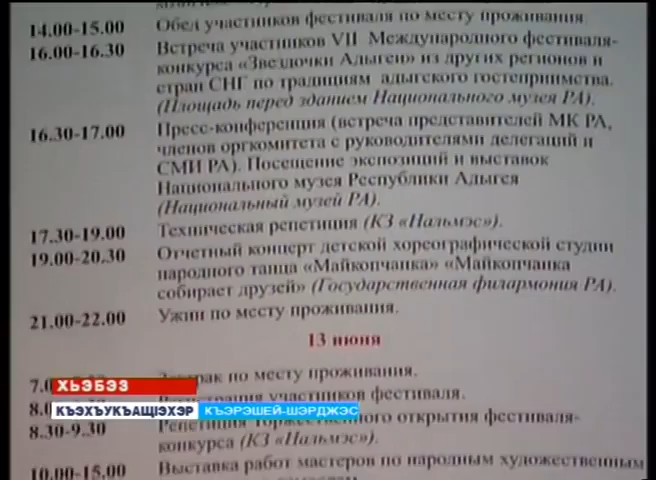 14.00-15.00 Обед участников фестиваля по месту проживания
16.00-16.30 Встреча участников VII Международного фестиваля-
конкурса «Звездочки Адыгеи» из других регионов и
стран СНГ по традициям адыгского гостеприимства.
(Площадь перед зданием Национального музея РА).
16.30-17.00 Пресс-конференция (встреча представителей МК РА,
членов оргкомитета с руководителями делегаций и
СМИ РА). Посещение экспозиций и выставок
Национального музея Республики Адыгея
(Национальный музей РА).
17.30-19.00 Техническая репетиция (КЗ «Нальмэс»).
19.00-20.30 Отчетный концерт детской хореографической студии
народного танца «Майкопчанка» «Майкопчанка
собирает друзей» (Государственная филармония РА).
21.00-22.00 Ужин по месту проживания.
13 июня
по месту проживания.
ХЬЭБЭЗ
участников фестиваля.
КЪЭХЪУКЪАЩIЭХЭР КЪЭРЭШЕЙ-ШЭРДЖЭС
8.30-9.30 Репетиция торжественного открытия фестиваля-
конкурса (КЗ «Нальмэс»).
10.00-15.00 Выставка работ мастеров по народным художественным